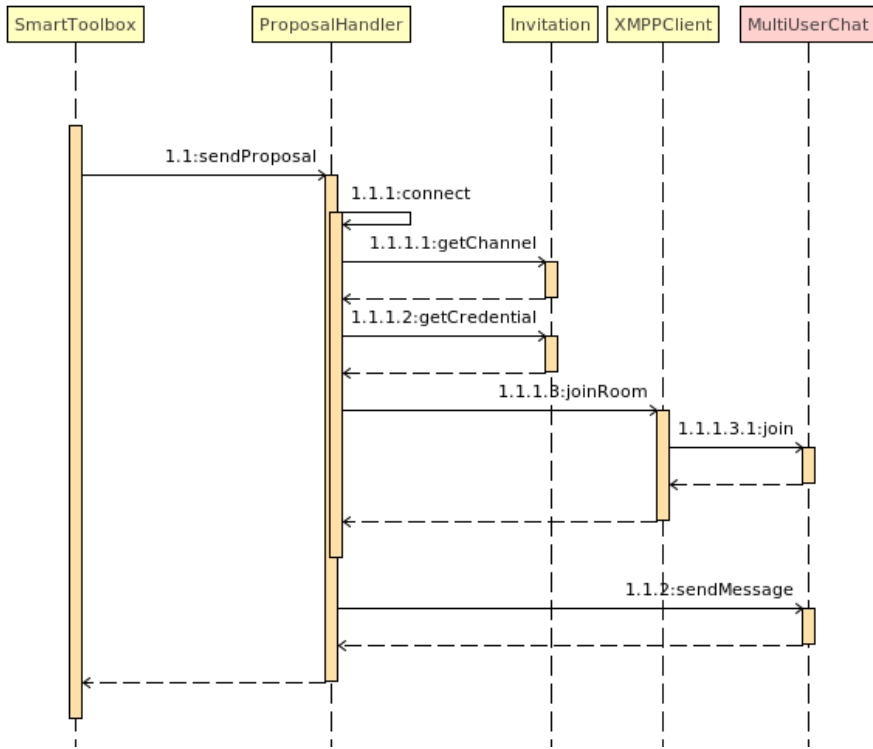 SmartToolbox ProposalHandler Invitation XMPPClient MultiUserChat
1.1:sendProposal
1.1.1:connect
1.1.1.1:getChannel
1.1.1.2:getCredential
1.1.1.3:joinRoom
1.1.1.3.1:join
1.1.2:sendMessage